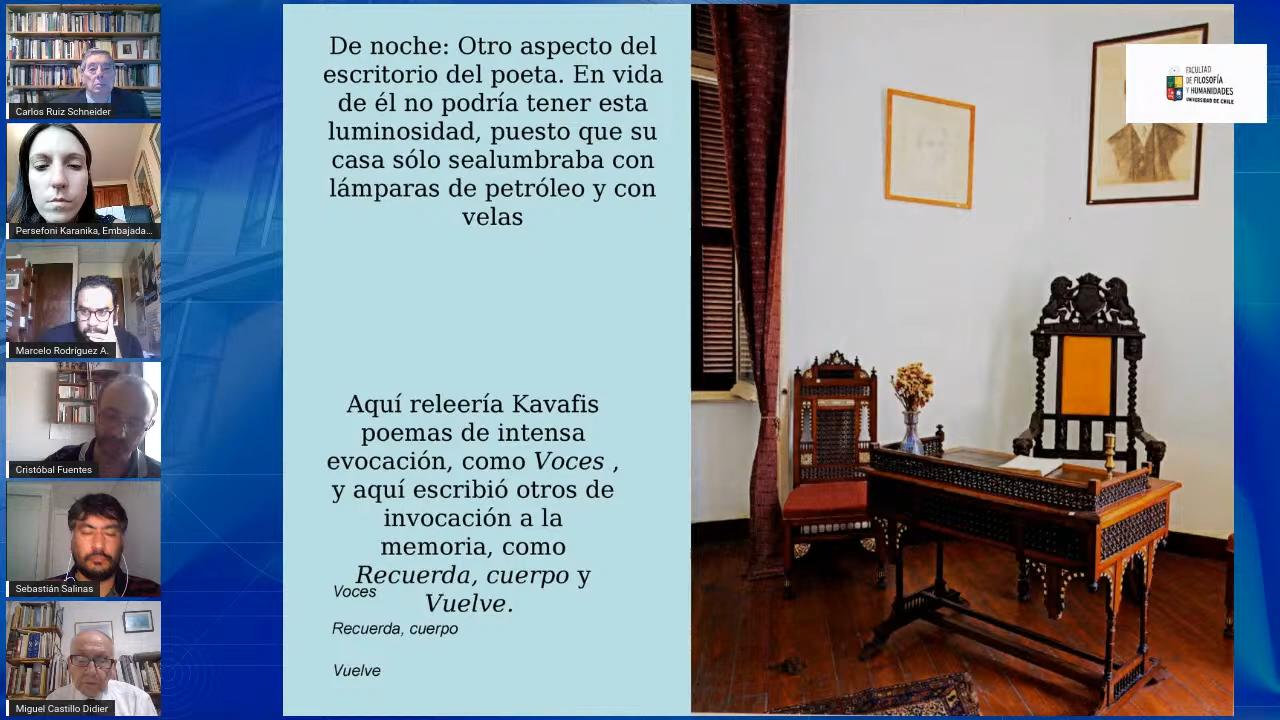 Carlos Ruiz Schneider
Persefoni Karanika, Embajada...
Marcelo Rodríguez A.
Cristóbal Fuentes
Sebastián Salinas
Miguel Castillo Didier
De noche: Otro aspecto del
escritorio del poeta. En vida
de él no podría tener esta
luminosidad, puesto que su
casa sólo sealumbraba con
lámparas de petróleo y con
velas
Aquí releería Kavafis
poemas de intensa
evocación, como Voces ,
y aquí escribió otros de
invocación a la
memoria, como
Recuerda, cuerpo y
Vuelve.
Voces
Recuerda, cuerpo
Vuelve
FACULTAD
DE FILOSOFÍA
Y HUMANIDADES
UNIVERSIDAD DE CHILE